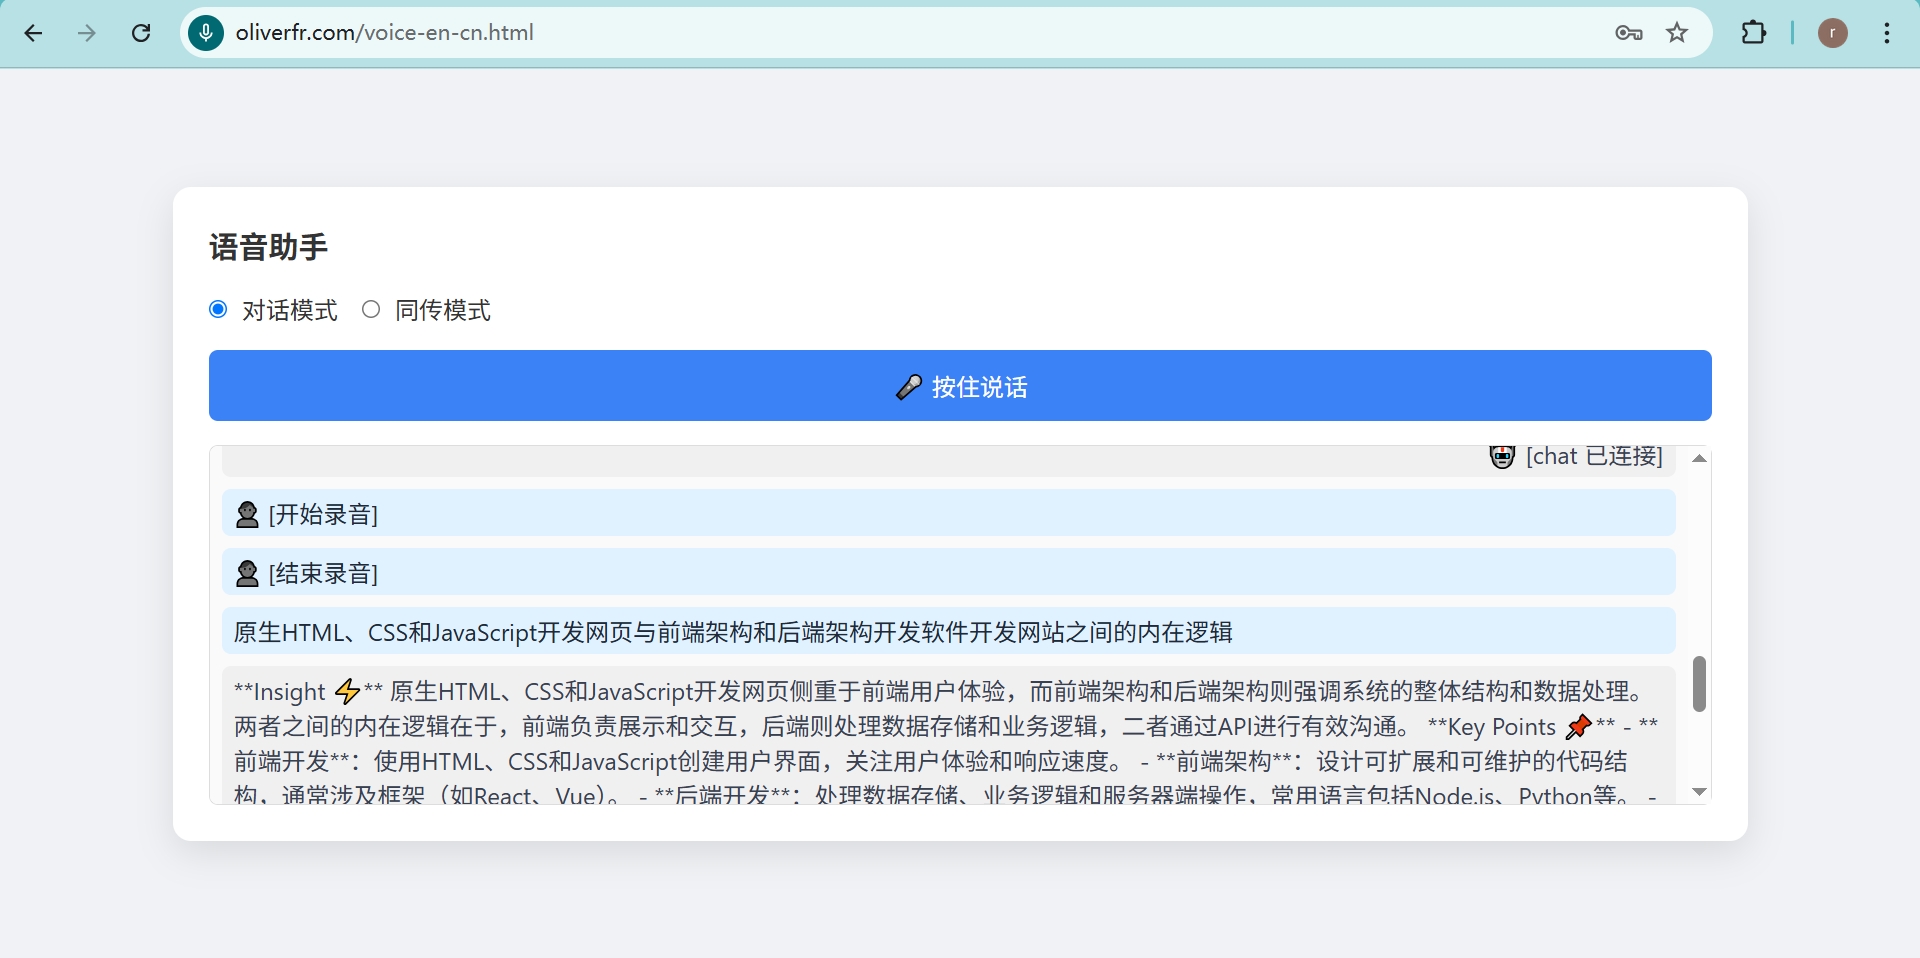 oliverfr.com/voice-en-cn.html
r
语音助手
对话模式 同传模式
🎤 按住说话
[chat 已连接]
[开始录音]
[结束录音]
原生HTML、CSS和JavaScript开发网页与前端架构和后端架构开发软件开发网站之间的内在逻辑
**Insight ⚡** 原生HTML、CSS和JavaScript开发网页侧重于前端用户体验，而前端架构和后端架构则强调系统的整体结构和数据处理。
两者之间的内在逻辑在于，前端负责展示和交互，后端则处理数据存储和业务逻辑，二者通过API进行有效沟通。 **Key Points 📌** - **
前端开发**：使用HTML、CSS和JavaScript创建用户界面，关注用户体验和响应速度。 - **前端架构**：设计可扩展和可维护的代码结
构，通常涉及框架（如React、Vue）。 - **后端开发**：处理数据存储、业务逻辑和服务器端操作，常用语言包括Node.js、Python等。 -